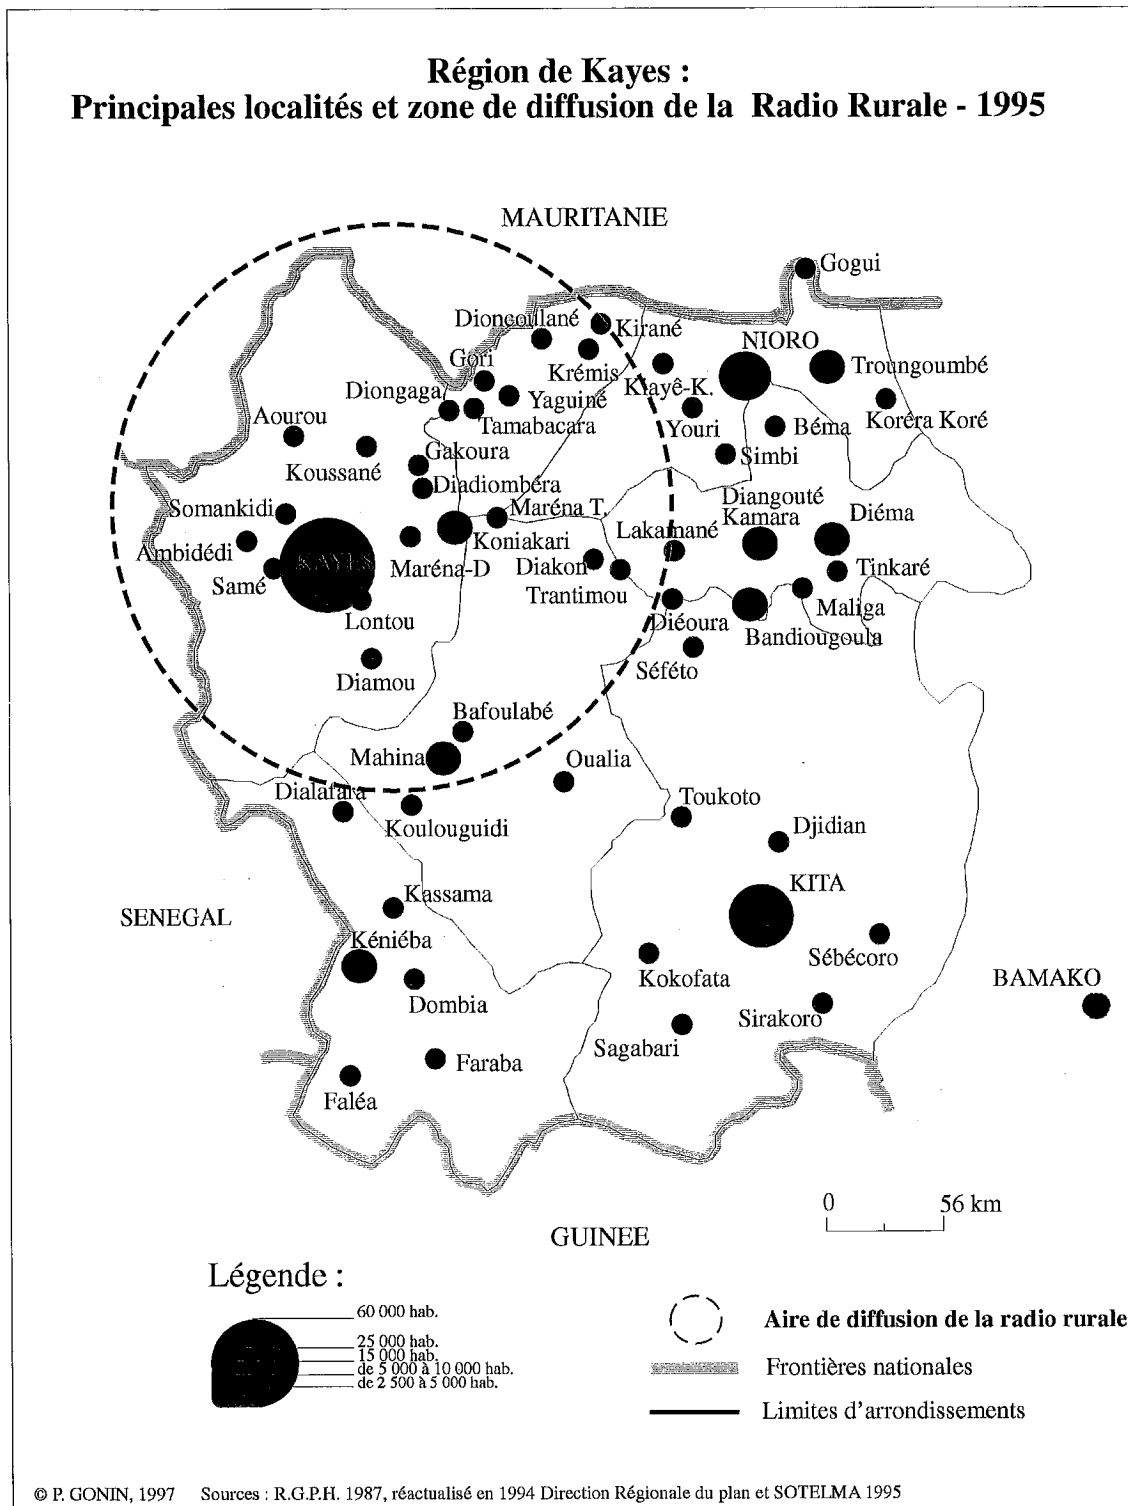 Région de Kayes :
Principales localités et zone de diffusion de la Radio Rurale - 1995
MAURITANIE
Gogui
Dioncoulané
Kirané
NIORO
Gori
Krémis
Troungoumbé
Diongaga
Yaguiné
Kiayê-K.
Aourou
Tamabacara
Youri
Béma
Koréra Koré
Koussané
Gakoura
Simbi
Diadiombéra
Diangouté
Kamara
Diéma
Somankidi
Maréna T.
Lakamané
Ambidédi
KAYES
Koniakari
Samé
Maréna-D
Diakon
Tinkaré
Trantimou
Maliga
Lontou
Diéoura
Bandiougoula
Diamou
Séféto
Bafoulabé
Mahina
Oualia
Dialafara
Toukoto
Koulouguidi
Djidian
Kassama
KITA
SENEGAL
Kéniéba
Sébécoro
Kokofata
BAMAKO
Dombia
Sirakoro
Sagabari
Faraba
Faléa
0 56 km
GUINEE
Légende :
60 000 hab.
25 000 hab.
15 000 hab.
de 5 000 à 10 000 hab.
de 2 500 à 5 000 hab.
Aire de diffusion de la radio rurale
Frontières nationales
Limites d'arrondissements
© P. GONIN, 1997 Sources : R.G.P.H. 1987, réactualisé en 1994 Direction Régionale du plan et SOTELMA 1995